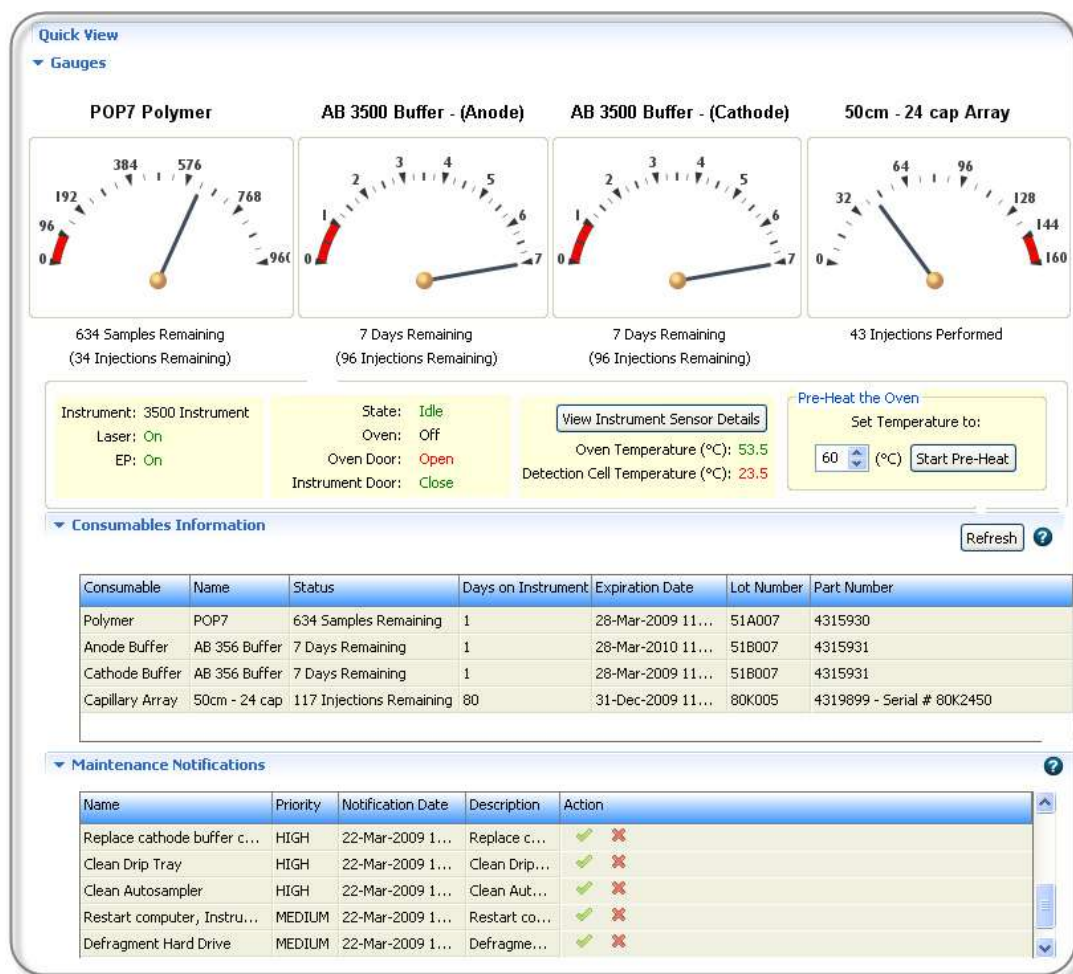 Quick View
Gauges
POP7 Polymer
AB 3500 Buffer - (Anode)
AB 3500 Buffer - (Cathode)
50cm - 24 cap Array
0 96 192 384 576 768 960
0 1 2 3 4 5 6 7
0 1 2 3 4 5 6 7
0 32 64 96 128 144 160
634 Samples Remaining
(34 Injections Remaining)
7 Days Remaining
(96 Injections Remaining)
7 Days Remaining
(96 Injections Remaining)
43 Injections Performed
Instrument: 3500 Instrument
Laser: On
EP: On
State: Idle
Oven: Off
Oven Door: Open
Instrument Door: Close
View Instrument Sensor Details
Oven Temperature (°C): 53.5
Detection Cell Temperature (°C): 23.5
Pre-Heat the Oven
Set Temperature to:
60 (°C) Start Pre-Heat
Consumables Information
Refresh ?
Consumable Name Status Days on Instrument Expiration Date Lot Number Part Number
Polymer POP7 634 Samples Remaining 1 28-Mar-2009 11... 51A007 4315930
Anode Buffer AB 356 Buffer 7 Days Remaining 1 28-Mar-2010 11... 51B007 4315931
Cathode Buffer AB 356 Buffer 7 Days Remaining 1 28-Mar-2009 11... 51B007 4315931
Capillary Array 50cm - 24 cap 117 Injections Remaining 80 31-Dec-2009 11... 80K005 4319899 - Serial # 80K2450
Maintenance Notifications ?
Name Priority Notification Date Description Action
Replace cathode buffer c... HIGH 22-Mar-2009 1... Replace c...
Clean Drip Tray HIGH 22-Mar-2009 1... Clean Drip...
Clean Autosampler HIGH 22-Mar-2009 1... Clean Aut...
Restart computer, Instru... MEDIUM 22-Mar-2009 1... Restart co...
Defragment Hard Drive MEDIUM 22-Mar-2009 1... Defragme...